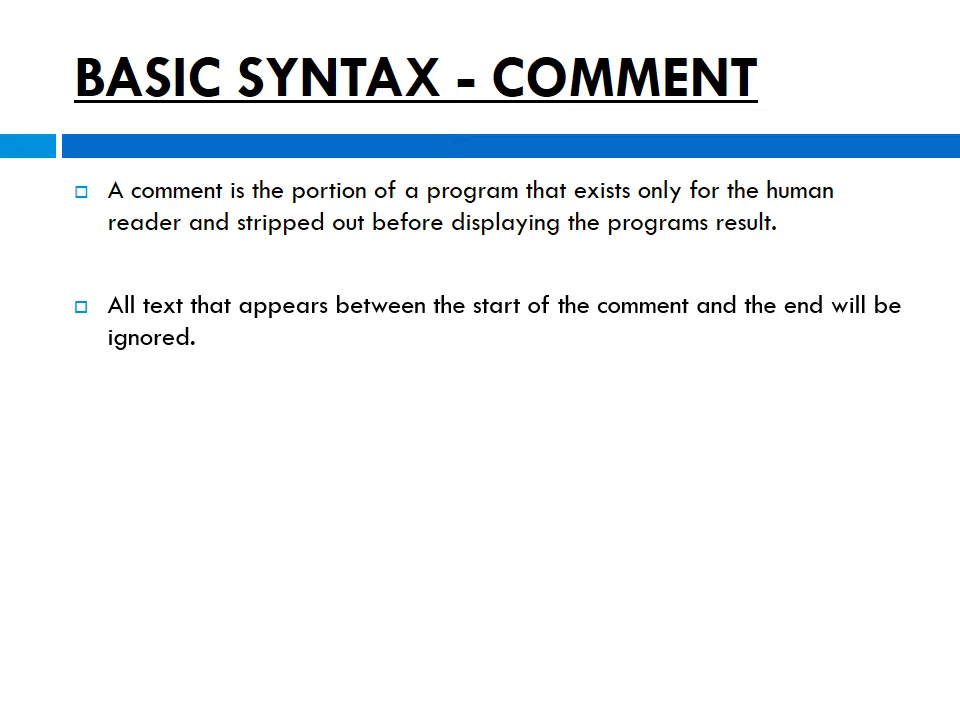 BASIC SYNTAX - COMMENT
A comment is the portion of a program that exists only for the human
reader and stripped out before displaying the programs result.
All text that appears between the start of the comment and the end will be
ignored.